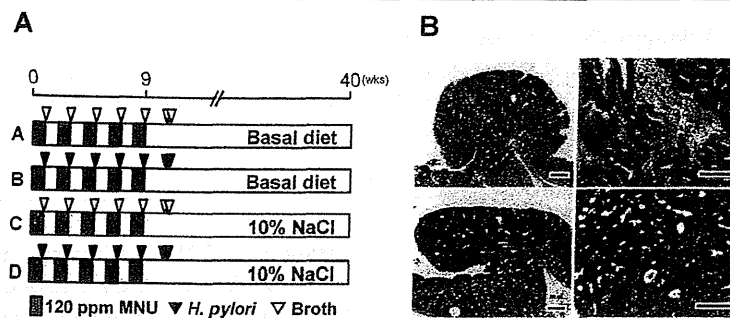 A
B
0 9 40(wks)
A Basal diet
B Basal diet
C 10% NaCl
D 10% NaCl
120 ppm MNU H. pylori Broth